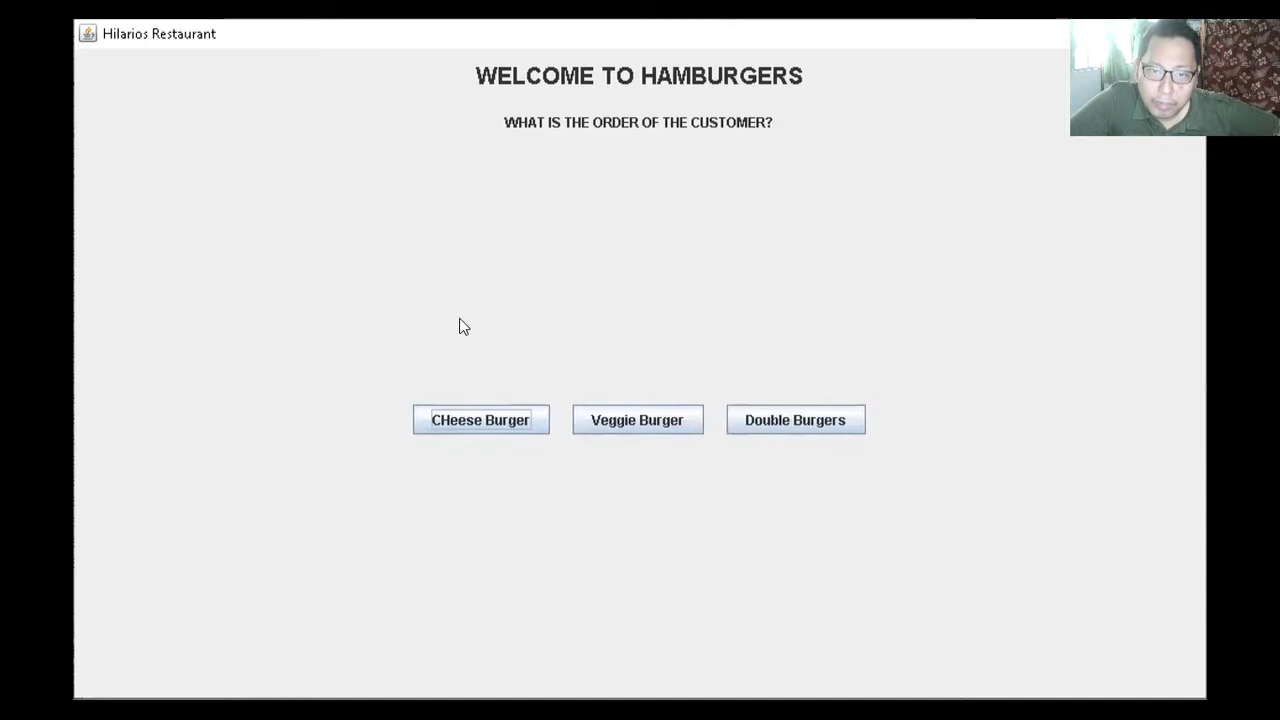 Hilarios Restaurant
WELCOME TO HAMBURGERS
WHAT IS THE ORDER OF THE CUSTOMER?
CHeese Burger
Veggie Burger
Double Burgers